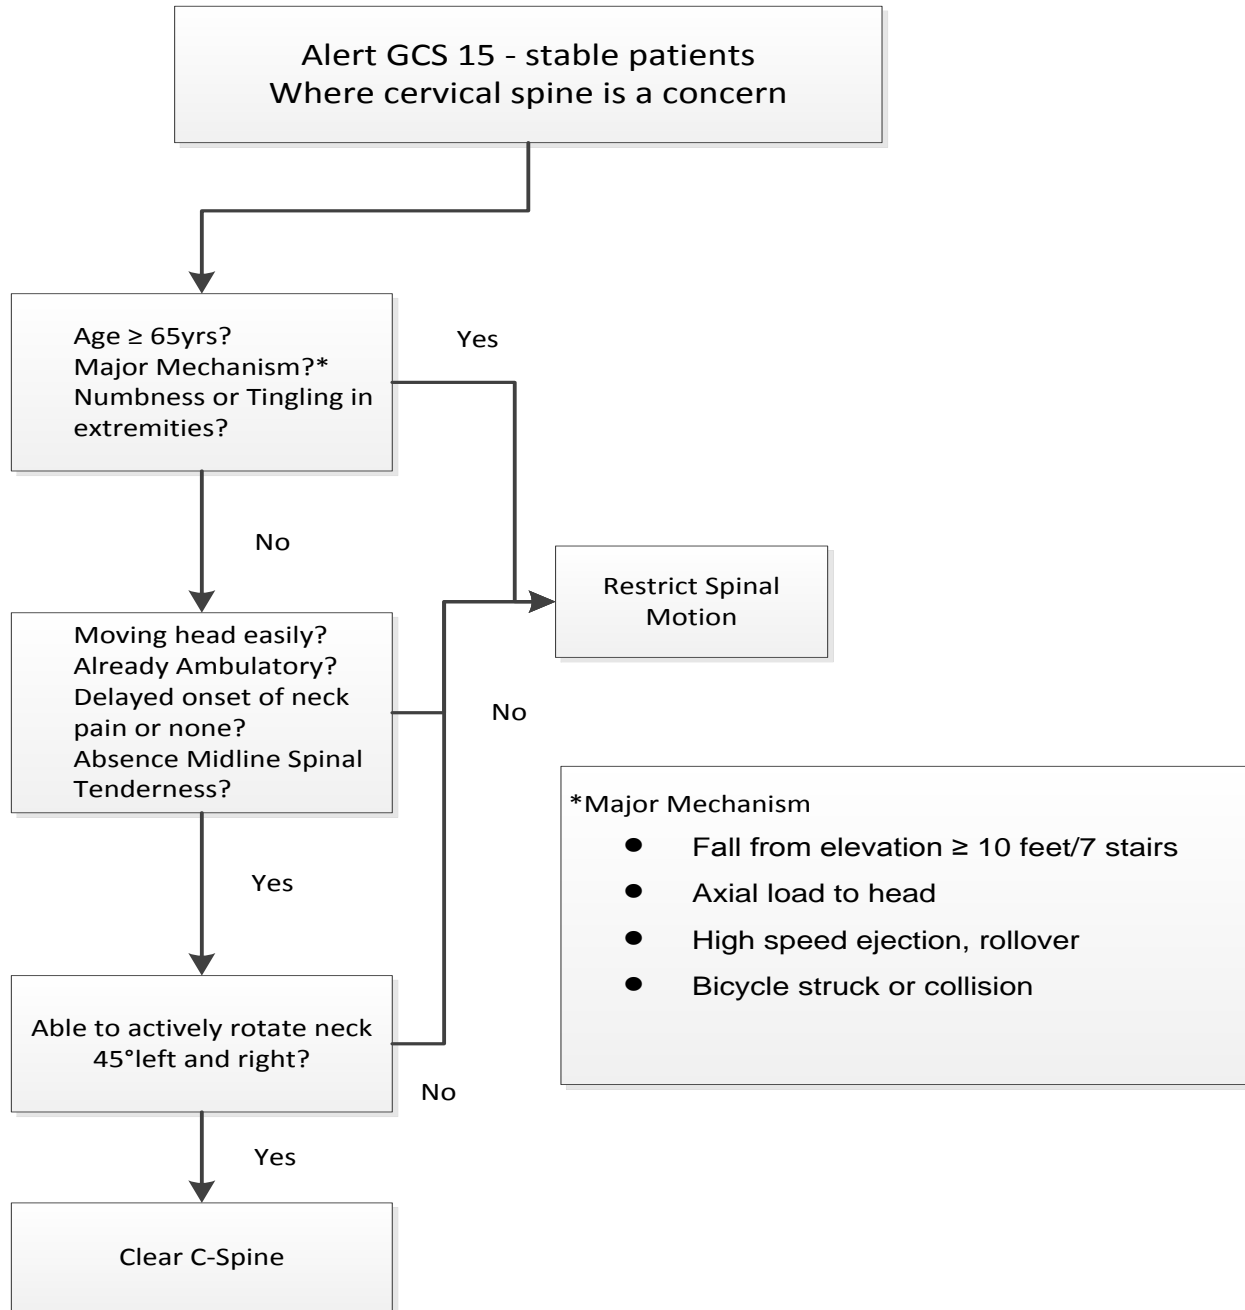 Alert GCS 15 - stable patients
Where cervical spine is a concern
Age ≥ 65yrs?
Major Mechanism?*
Numbness or Tingling in
extremities?
Yes
No
Restrict Spinal
Motion
Moving head easily?
Already Ambulatory?
Delayed onset of neck
pain or none?
Absence Midline Spinal
Tenderness?
No
Yes
*Major Mechanism
● Fall from elevation ≥ 10 feet/7 stairs
● Axial load to head
● High speed ejection, rollover
● Bicycle struck or collision
Able to actively rotate neck
45°left and right?
No
Yes
Clear C-Spine